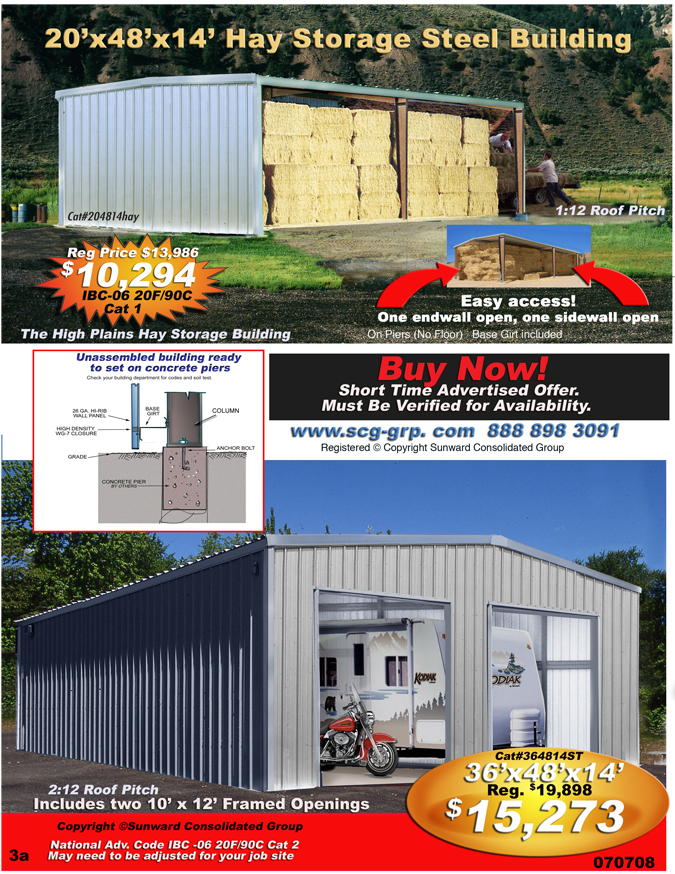 20’x48’x14’ Hay Storage Steel Building
Cat#204814hay
1:12 Roof Pitch
Reg Price $13,986
$10,294
IBC-06 20F/90C
Cat 1
The High Plains Hay Storage Building
Easy access!
One endwall open, one sidewall open
On Piers (No Floor) Base Girt included
Unassembled building ready
to set on concrete piers
Check your building department for codes and soil test.
26 GA. HI-RIB
WALL PANEL
BASE
GIRT
COLUMN
HIGH DENSITY
WG-7 CLOSURE
GRADE
ANCHOR BOLT
CONCRETE PIER
BY OTHERS
Buy Now!
Short Time Advertised Offer.
Must Be Verified for Availability.
www.scg-grp. com 888 898 3091
Registered © Copyright Sunward Consolidated Group
KODIAK
KODIAK
2:12 Roof Pitch
Includes two 10’ x 12’ Framed Openings
Cat#364814ST
36’x48’x14’
Reg. $19,898
$15,273
Copyright ©Sunward Consolidated Group
National Adv. Code IBC -06 20F/90C Cat 2
May need to be adjusted for your job site
3a
070708